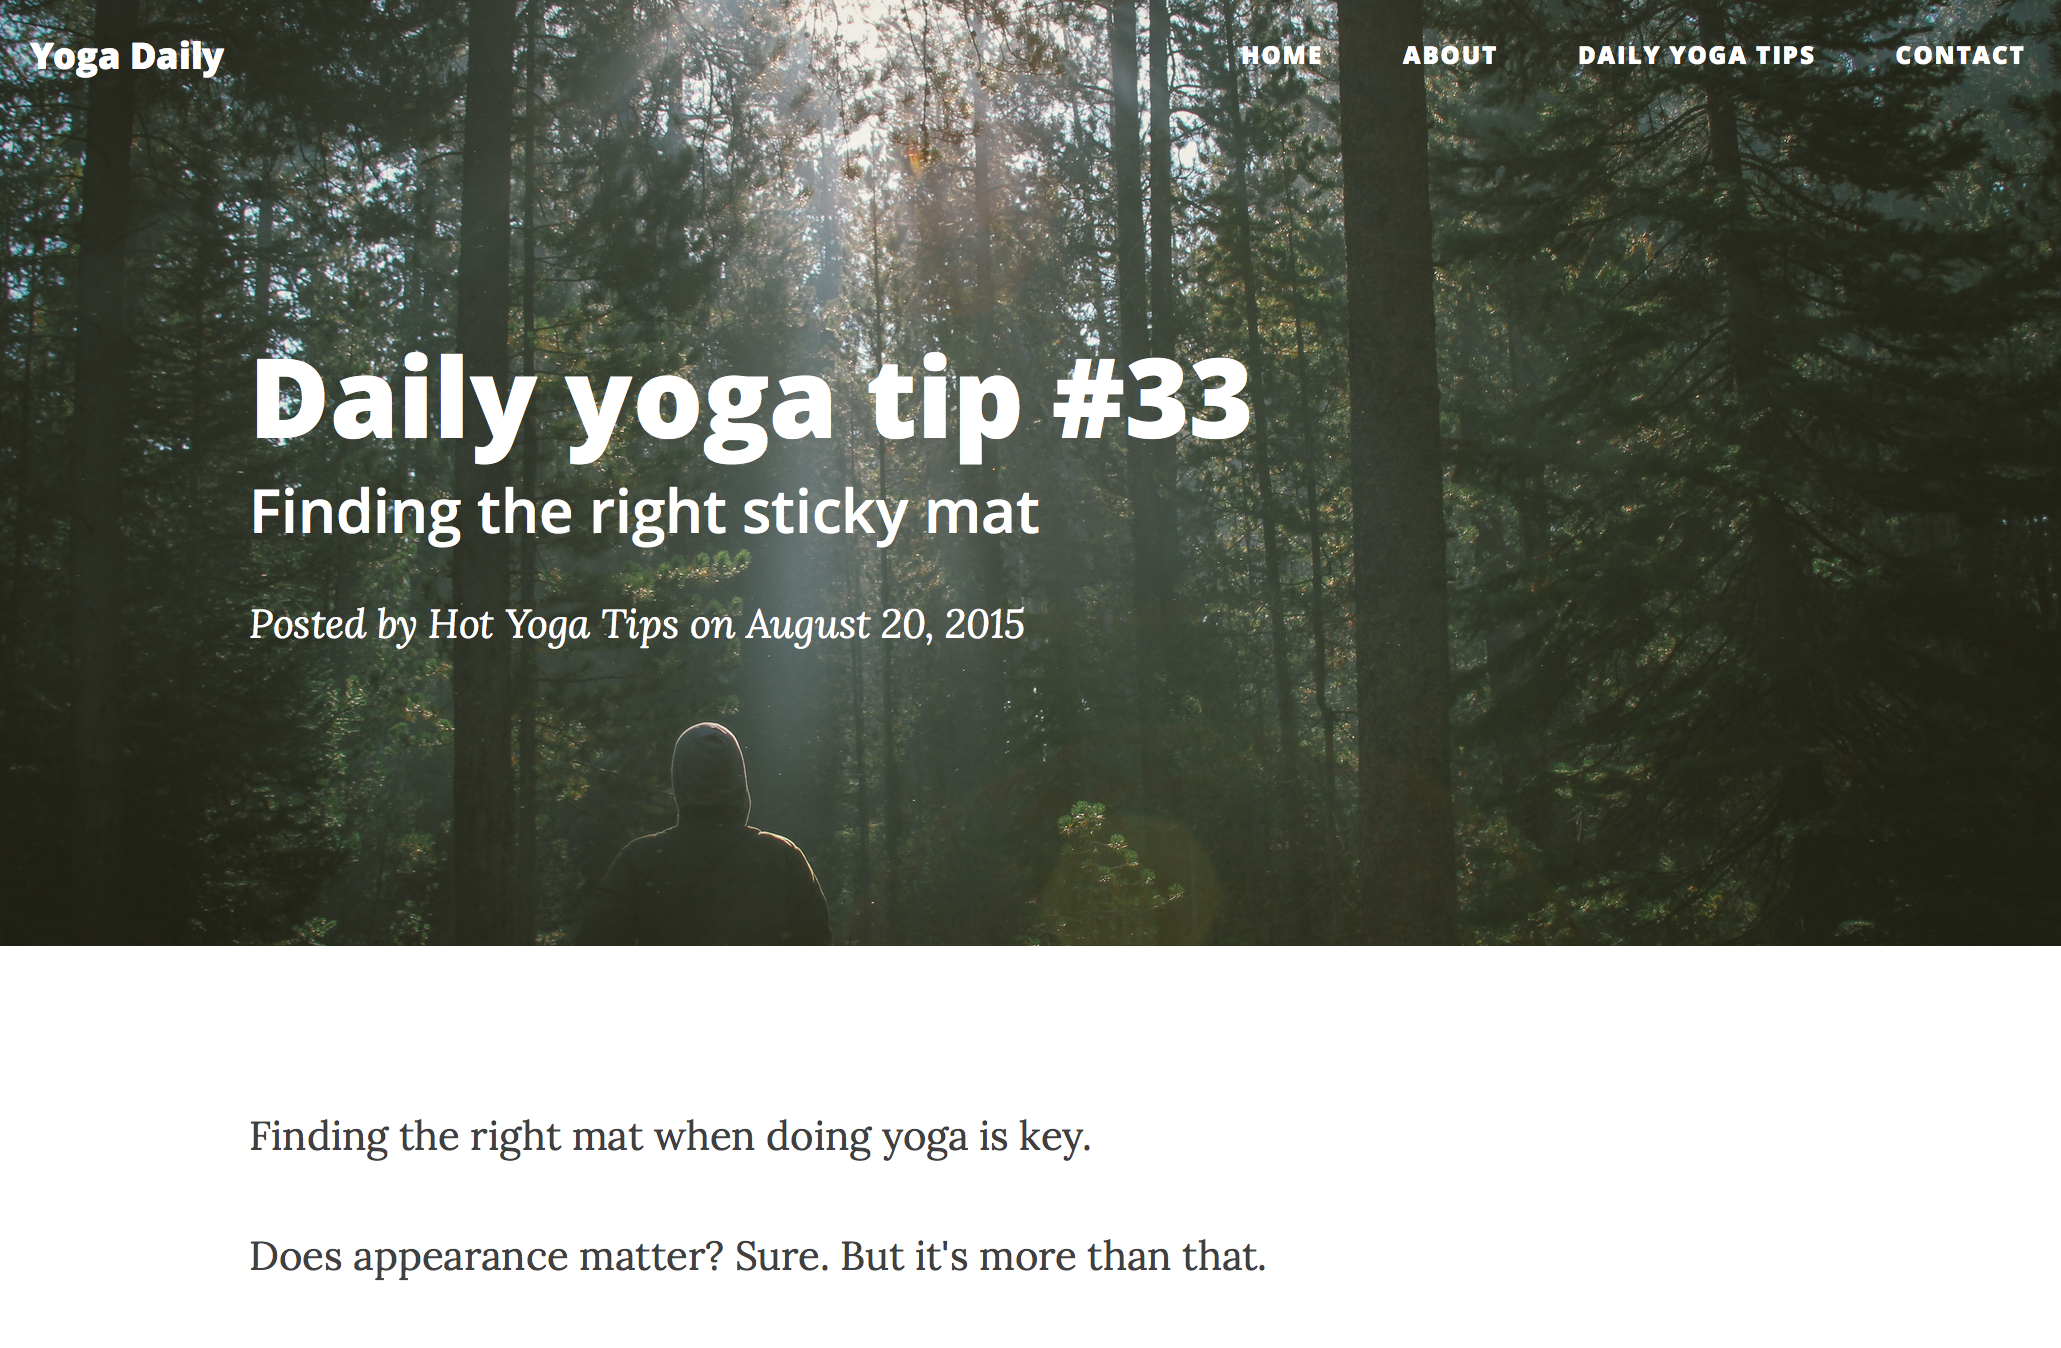 Yoga Daily
HOME ABOUT DAILY YOGA TIPS CONTACT
Daily yoga tip #33
Finding the right sticky mat
Posted by Hot Yoga Tips on August 20, 2015
Finding the right mat when doing yoga is key.
Does appearance matter? Sure. But it's more than that.